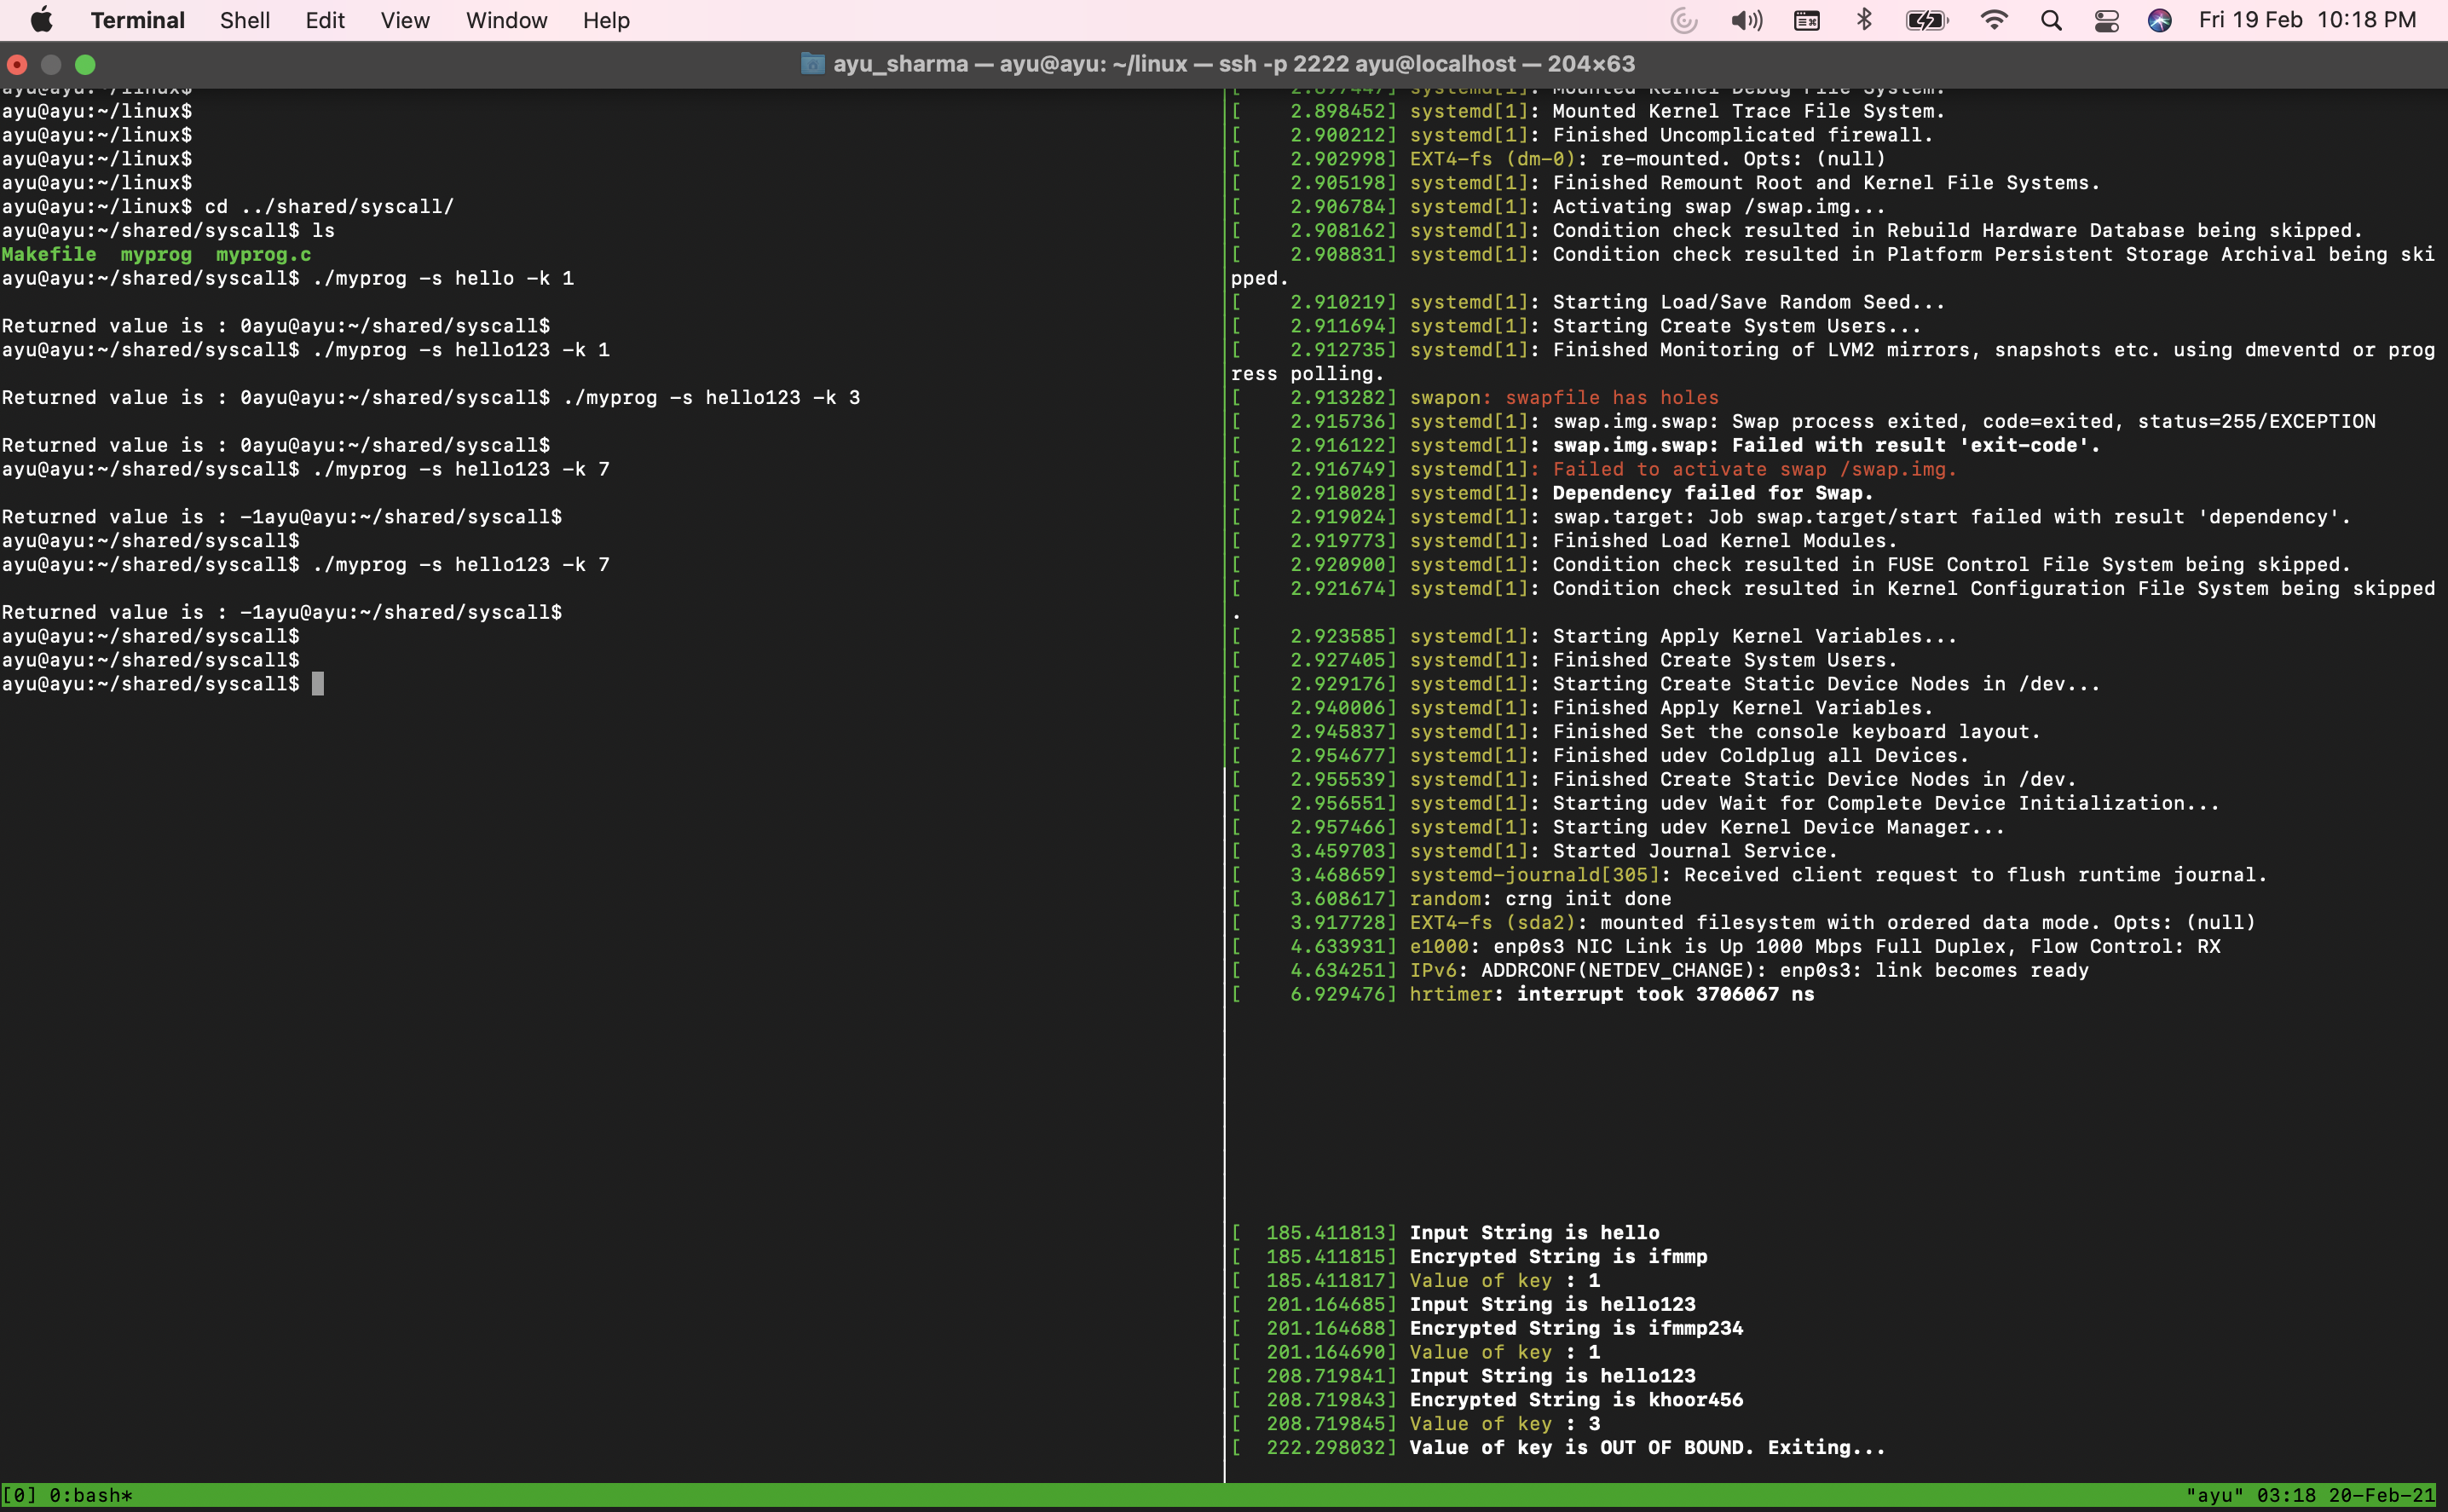 Terminal Shell Edit View Window Help Fri 19 Feb 10:18 PM
ayu_sharma — ayu@ayu: ~/linux — ssh -p 2222 ayu@localhost — 204×63
ayu@ayu:~/linux$
ayu@ayu:~/linux$
ayu@ayu:~/linux$
ayu@ayu:~/linux$
ayu@ayu:~/linux$
ayu@ayu:~/linux$ cd ../shared/syscall/
ayu@ayu:~/shared/syscall$ ls
Makefile myprog myprog.c
ayu@ayu:~/shared/syscall$ ./myprog -s hello -k 1
Returned value is : 0ayu@ayu:~/shared/syscall$
ayu@ayu:~/shared/syscall$ ./myprog -s hello123 -k 1
Returned value is : 0ayu@ayu:~/shared/syscall$ ./myprog -s hello123 -k 3
Returned value is : 0ayu@ayu:~/shared/syscall$
ayu@ayu:~/shared/syscall$ ./myprog -s hello123 -k 7
Returned value is : -1ayu@ayu:~/shared/syscall$
ayu@ayu:~/shared/syscall$
ayu@ayu:~/shared/syscall$ ./myprog -s hello123 -k 7
Returned value is : -1ayu@ayu:~/shared/syscall$
ayu@ayu:~/shared/syscall$
ayu@ayu:~/shared/syscall$
ayu@ayu:~/shared/syscall$
[ 2.897447] systemd[1]: Mounted Kernel Debug File System.
[ 2.898452] systemd[1]: Mounted Kernel Trace File System.
[ 2.900212] systemd[1]: Finished Uncomplicated firewall.
[ 2.902998] EXT4-fs (dm-0): re-mounted. Opts: (null)
[ 2.905198] systemd[1]: Finished Remount Root and Kernel File Systems.
[ 2.906784] systemd[1]: Activating swap /swap.img...
[ 2.908162] systemd[1]: Condition check resulted in Rebuild Hardware Database being skipped.
[ 2.908831] systemd[1]: Condition check resulted in Platform Persistent Storage Archival being ski
pped.
[ 2.910219] systemd[1]: Starting Load/Save Random Seed...
[ 2.911694] systemd[1]: Starting Create System Users...
[ 2.912735] systemd[1]: Finished Monitoring of LVM2 mirrors, snapshots etc. using dmeventd or prog
ress polling.
[ 2.913282] swapon: swapfile has holes
[ 2.915736] systemd[1]: swap.img.swap: Swap process exited, code=exited, status=255/EXCEPTION
[ 2.916122] systemd[1]: swap.img.swap: Failed with result 'exit-code'.
[ 2.916749] systemd[1]: Failed to activate swap /swap.img.
[ 2.918028] systemd[1]: Dependency failed for Swap.
[ 2.919024] systemd[1]: swap.target: Job swap.target/start failed with result 'dependency'.
[ 2.919773] systemd[1]: Finished Load Kernel Modules.
[ 2.920900] systemd[1]: Condition check resulted in FUSE Control File System being skipped.
[ 2.921674] systemd[1]: Condition check resulted in Kernel Configuration File System being skipped
.
[ 2.923585] systemd[1]: Starting Apply Kernel Variables...
[ 2.927405] systemd[1]: Finished Create System Users.
[ 2.929176] systemd[1]: Starting Create Static Device Nodes in /dev...
[ 2.940006] systemd[1]: Finished Apply Kernel Variables.
[ 2.945837] systemd[1]: Finished Set the console keyboard layout.
[ 2.954677] systemd[1]: Finished udev Coldplug all Devices.
[ 2.955539] systemd[1]: Finished Create Static Device Nodes in /dev.
[ 2.956551] systemd[1]: Starting udev Wait for Complete Device Initialization...
[ 2.957466] systemd[1]: Starting udev Kernel Device Manager...
[ 3.459703] systemd[1]: Started Journal Service.
[ 3.468659] systemd-journald[305]: Received client request to flush runtime journal.
[ 3.608617] random: crng init done
[ 3.917728] EXT4-fs (sda2): mounted filesystem with ordered data mode. Opts: (null)
[ 4.633931] e1000: enp0s3 NIC Link is Up 1000 Mbps Full Duplex, Flow Control: RX
[ 4.634251] IPv6: ADDRCONF(NETDEV_CHANGE): enp0s3: link becomes ready
[ 6.929476] hrtimer: interrupt took 3706067 ns
[ 185.411813] Input String is hello
[ 185.411815] Encrypted String is ifmmp
[ 185.411817] Value of key : 1
[ 201.164685] Input String is hello123
[ 201.164688] Encrypted String is ifmmp234
[ 201.164690] Value of key : 1
[ 208.719841] Input String is hello123
[ 208.719843] Encrypted String is khoor456
[ 208.719845] Value of key : 3
[ 222.298032] Value of key is OUT OF BOUND. Exiting...
[0] 0:bash* "ayu" 03:18 20-Feb-21